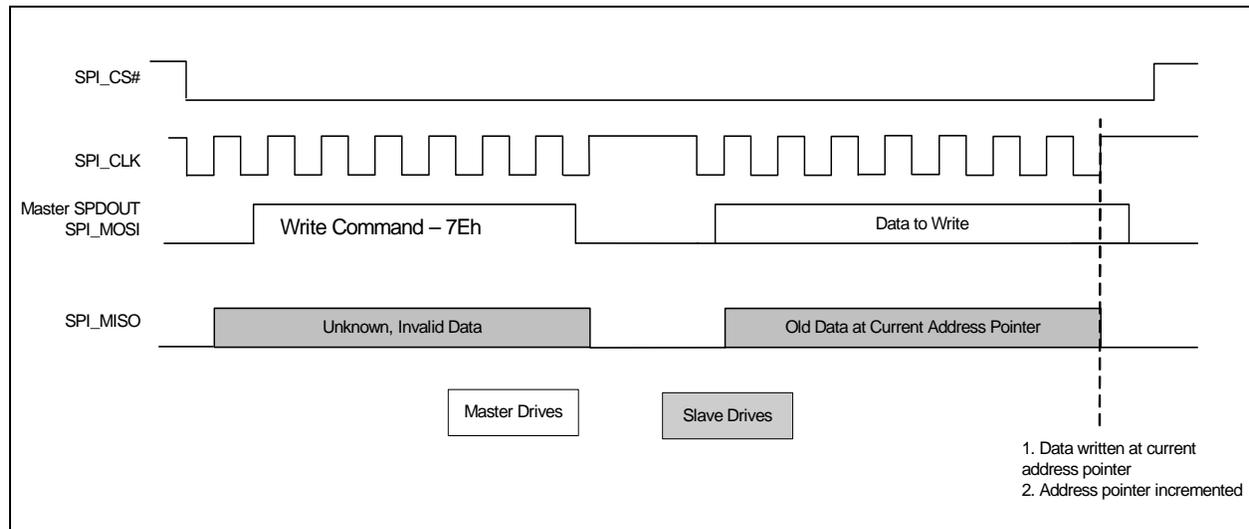 SPI_CS#
SPI_CLK
Master SPDOUT
SPI_MOSI
Write Command – 7Eh
Data to Write
SPI_MISO
Unknown, Invalid Data
Old Data at Current Address Pointer
Master Drives
Slave Drives
1. Data written at current
address pointer
2. Address pointer incremented